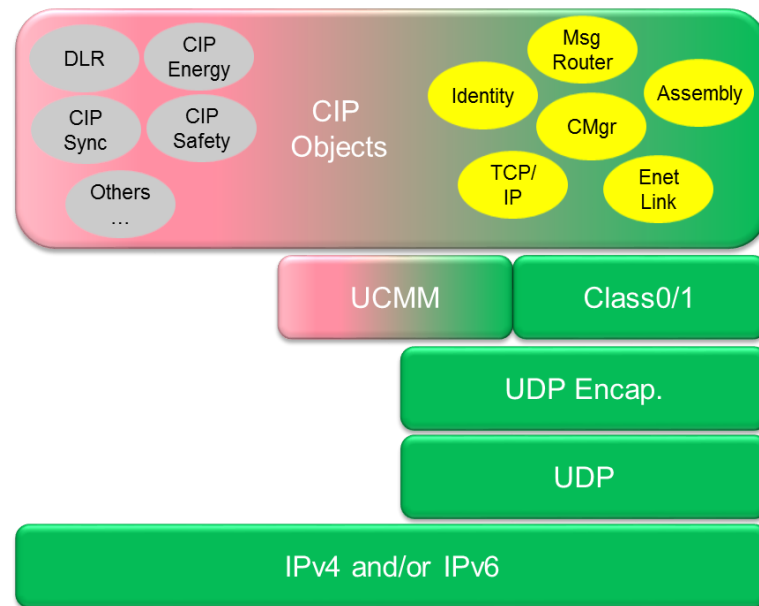 DLR
CIP
Energy
CIP
Sync
CIP
Safety
Others
...
CIP
Objects
Msg
Router
Identity
Assembly
CMgr
TCP/
IP
Enet
Link
UCMM
Class0/1
UDP Encap.
UDP
IPv4 and/or IPv6